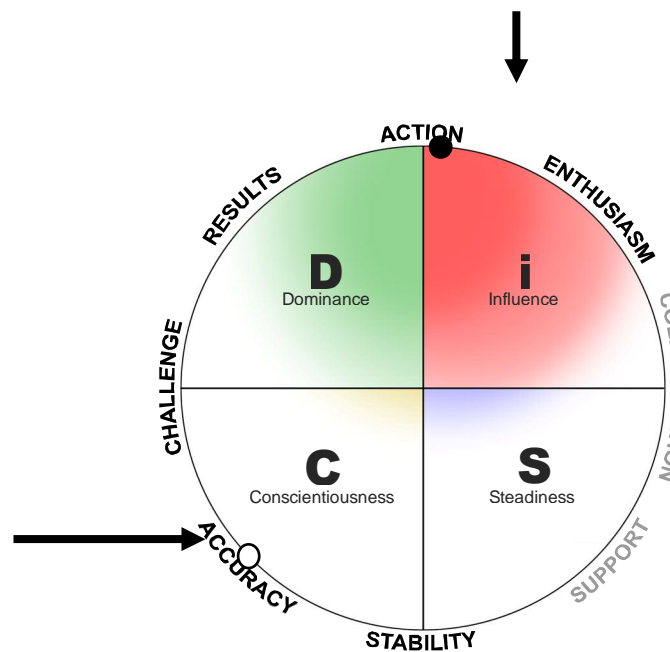 ACTION
RESULTS
ENTHUSIASM
D
Dominance
i
Influence
CHALLENGE
C
Conscientiousness
S
Steadiness
ACCURACY
SUPPORT
STABILITY